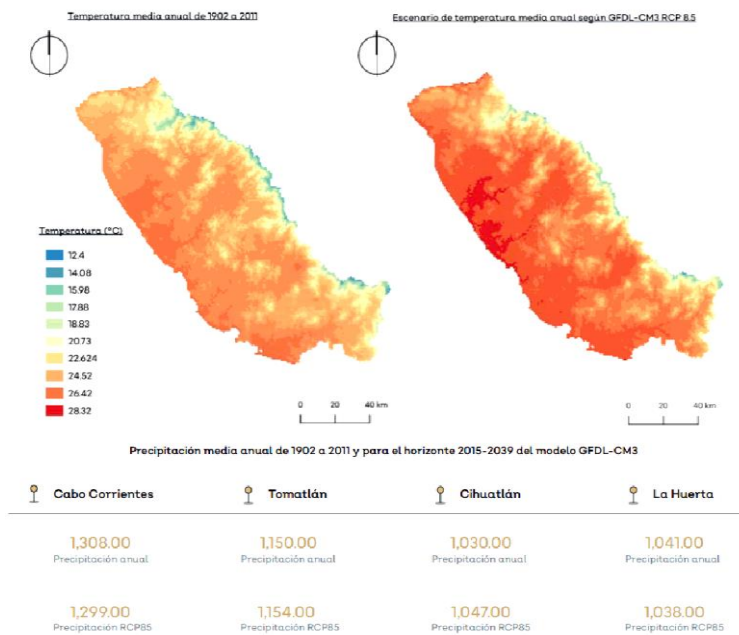 Temperatura media anual de 1902 a 2011
Escenario de temperatura media anual según GFDL-CM3 RCP 8.5
Temperatura (°C)
12.4
14.08
15.98
17.88
18.83
20.73
22.624
24.52
26.42
28.32
0 20 40 km
0 20 40 km
Precipitación media anual de 1902 a 2011 y para el horizonte 2015-2039 del modelo GFDL-CM3
Cabo Corrientes Tomatlán Cihuatlán La Huerta
1,308.00 1,150.00 1,030.00 1,041.00
Precipitación anual Precipitación anual Precipitación anual Precipitación anual
1,299.00 1,154.00 1,047.00 1,038.00
Precipitación RCP85 Precipitación RCP85 Precipitación RCP85 Precipitación RCP85